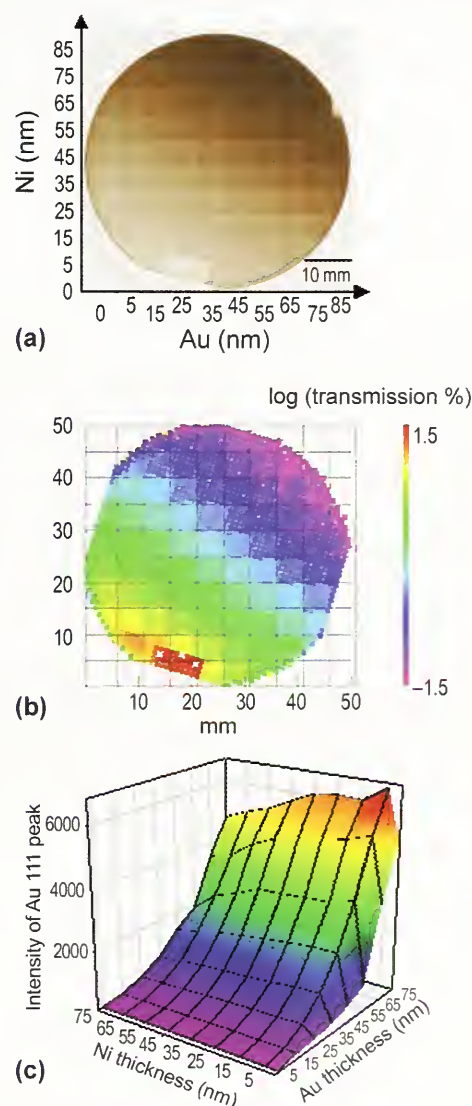 Ni (nm)
85
75
65
55
45
35
25
15
5
0
10 mm
0 5 15 25 35 45 55 65 75 85
Au (nm)
(a)
log (transmission %)
50
40
30
20
10
1.5
–1.5
10 20 30 40 50
mm
(b)
Intensity of Au 111 peak
6000
4000
2000
75 65 55 45 35 25 15 5
Ni thickness (nm)
5 15 25 35 45 55 65 75
Au thickness (nm)
(c)